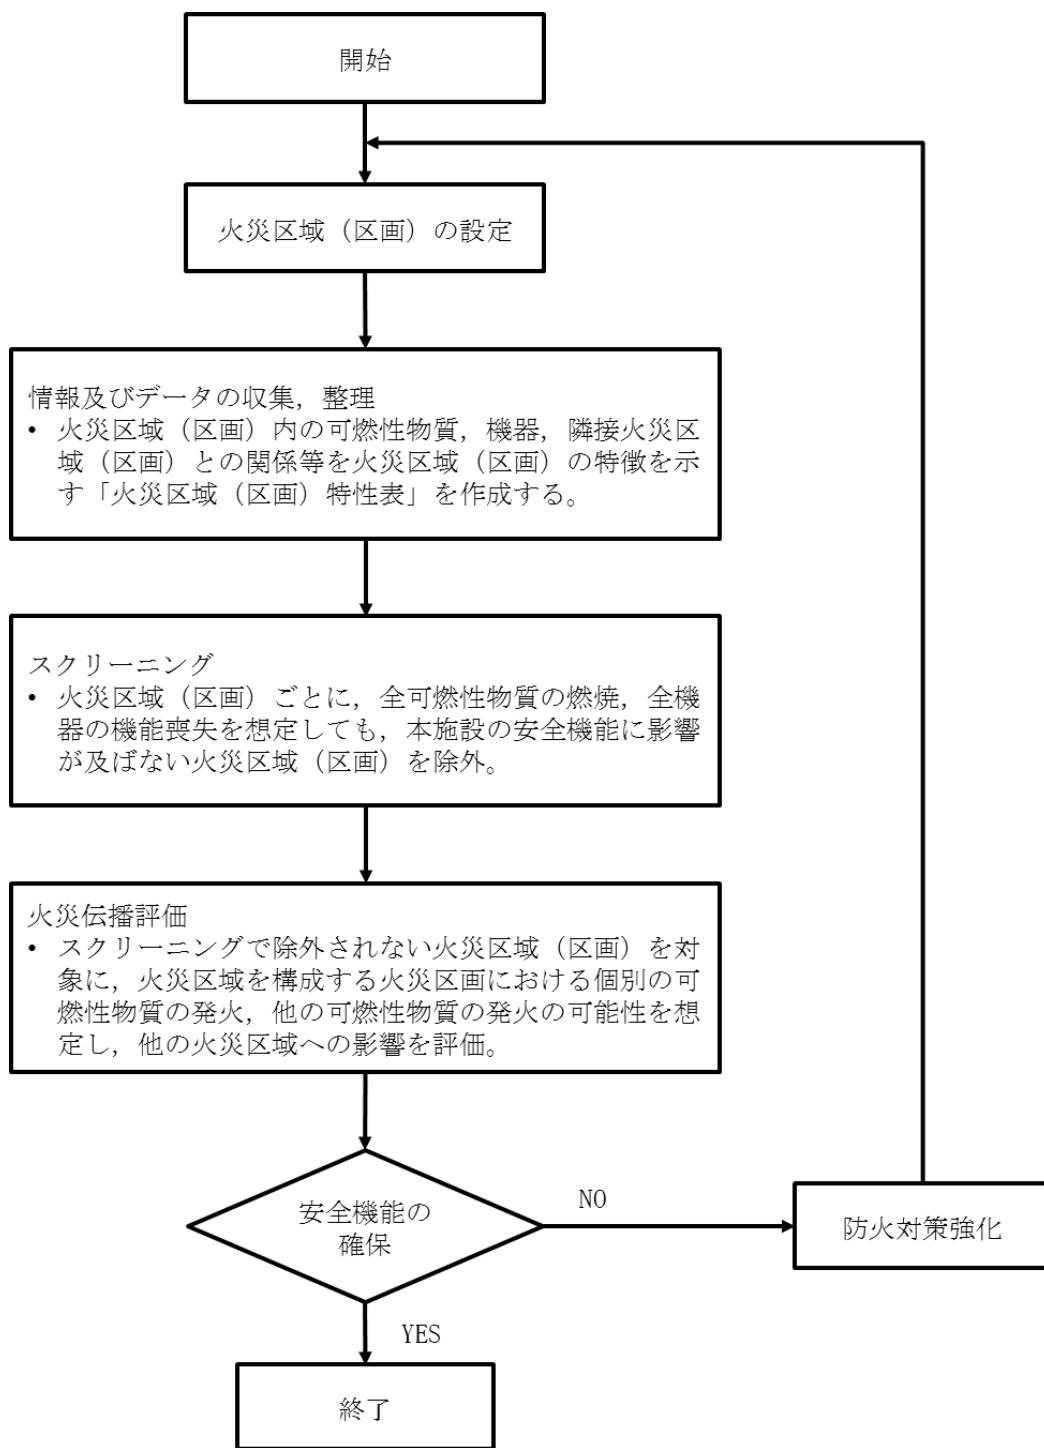 開始
火災区域（区画）の設定
情報及びデータの収集，整理
• 火災区域（区画）内の可燃性物質，機器，隣接火災区
域（区画）との関係等を火災区域（区画）の特徴を示
す「火災区域（区画）特性表」を作成する。
スクリーニング
• 火災区域（区画）ごとに，全可燃性物質の燃焼，全機
器の機能喪失を想定しても，本施設の安全機能に影響
が及ばない火災区域（区画）を除外。
火災伝播評価
• スクリーニングで除外されない火災区域（区画）を対
象に，火災区域を構成する火災区画における個別の可
燃性物質の発火，他の可燃性物質の発火の可能性を想
定し，他の火災区域への影響を評価。
安全機能の
確保
NO
防火対策強化
YES
終了